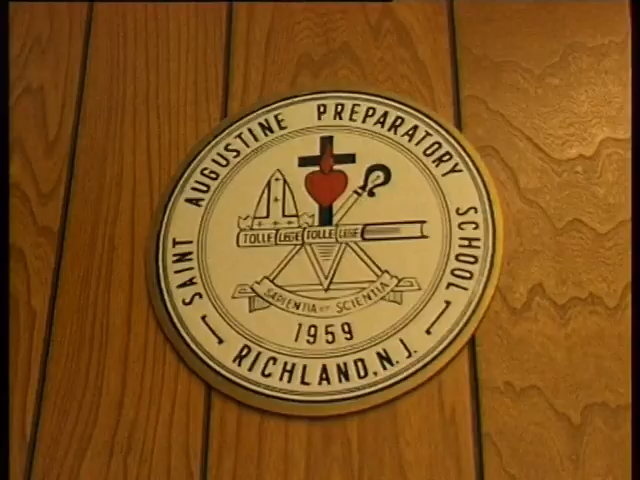 SAINT AUGUSTINE PREPARATORY SCHOOL
TOLLE LEGE TOLLE LEGE
SAPIENTIA ET SCIENTIA
1959
RICHLAND, N.J.